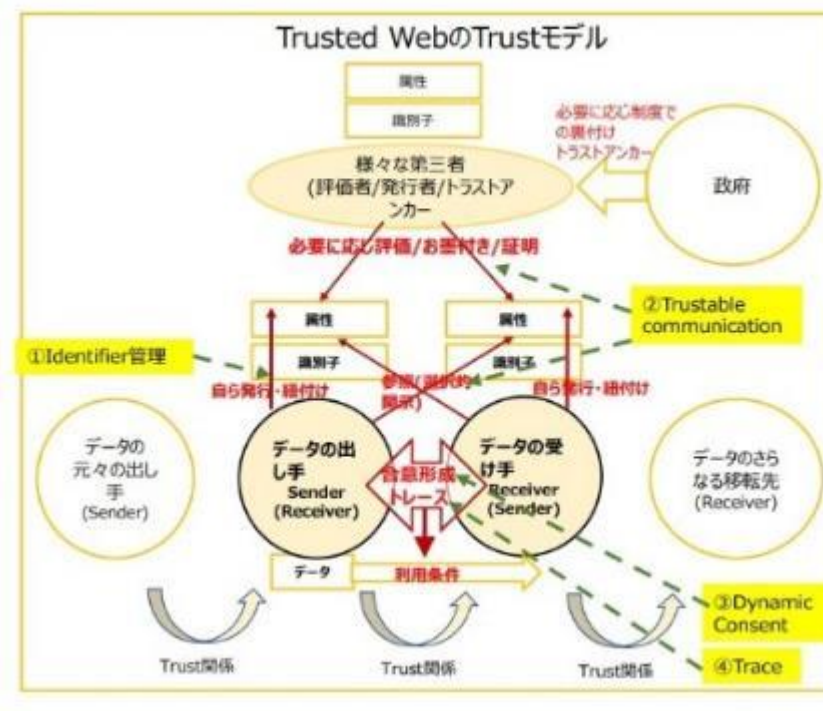 Trusted WebのTrustモデル
属性
識別子
必要に応じ制度で
の裏付け
トラストアンカー
様々な第三者
(評価者/発行者/トラストア
ンカー
政府
必要に応じ評価/お墨付き/証明
属性
属性
②Trustable
communication
①Identifier管理
識別子
識別子
自ら発行・紐付け
参照(選択的
開示)
自ら発行・紐付け
データの
元々の出し
手
(Sender)
データの出
し手
Sender
(Receiver)
合意形成
トレース
データの受
け手
Receiver
(Sender)
データのさら
なる移転先
(Receiver)
データ
利用条件
③Dynamic
Consent
④Trace
Trust関係
Trust関係
Trust関係